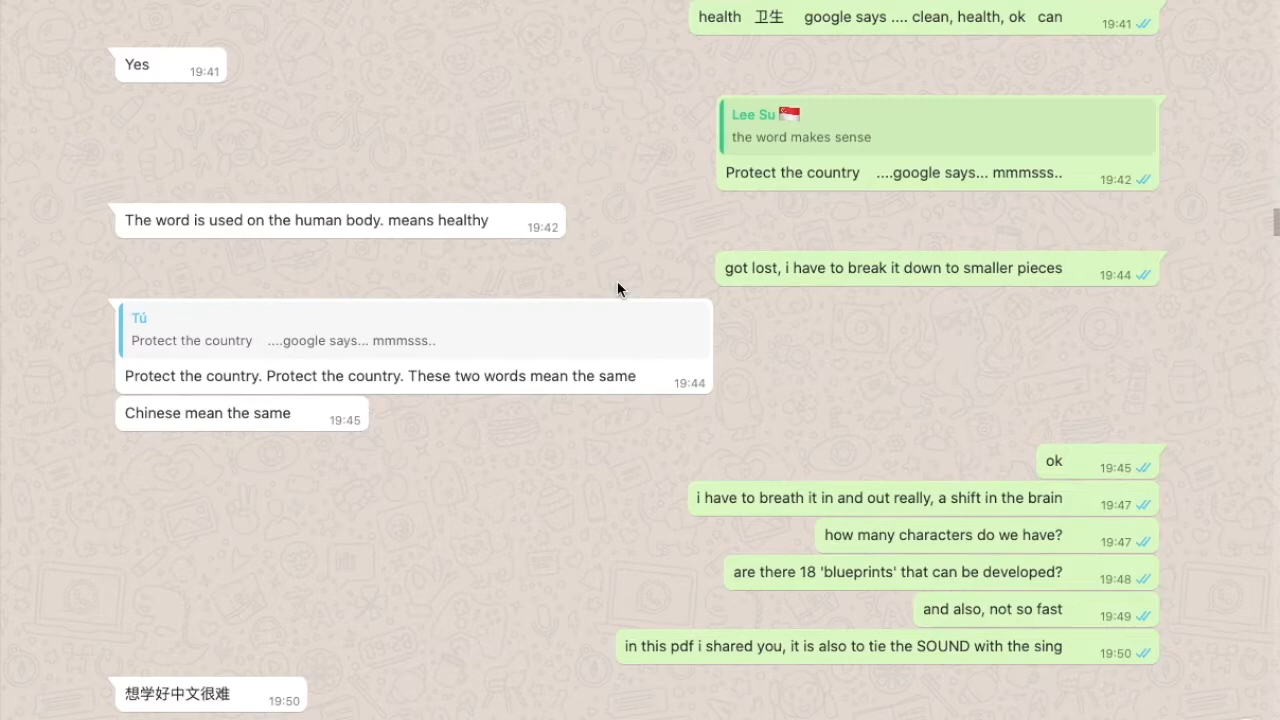 health 卫生 google says .... clean, health, ok can
19:41
Yes
19:41
Lee Su 🇸🇬
the word makes sense
Protect the country ....google says... mmmsss..
19:42
The word is used on the human body. means healthy
19:42
got lost, i have to break it down to smaller pieces
19:44
Tú
Protect the country ....google says... mmmsss..
Protect the country. Protect the country. These two words mean the same
19:44
Chinese mean the same
19:45
ok
19:45
i have to breath it in and out really, a shift in the brain
19:47
how many characters do we have?
19:47
are there 18 'blueprints' that can be developed?
19:48
and also, not so fast
19:49
in this pdf i shared you, it is also to tie the SOUND with the sing
19:50
想学好中文很难
19:50